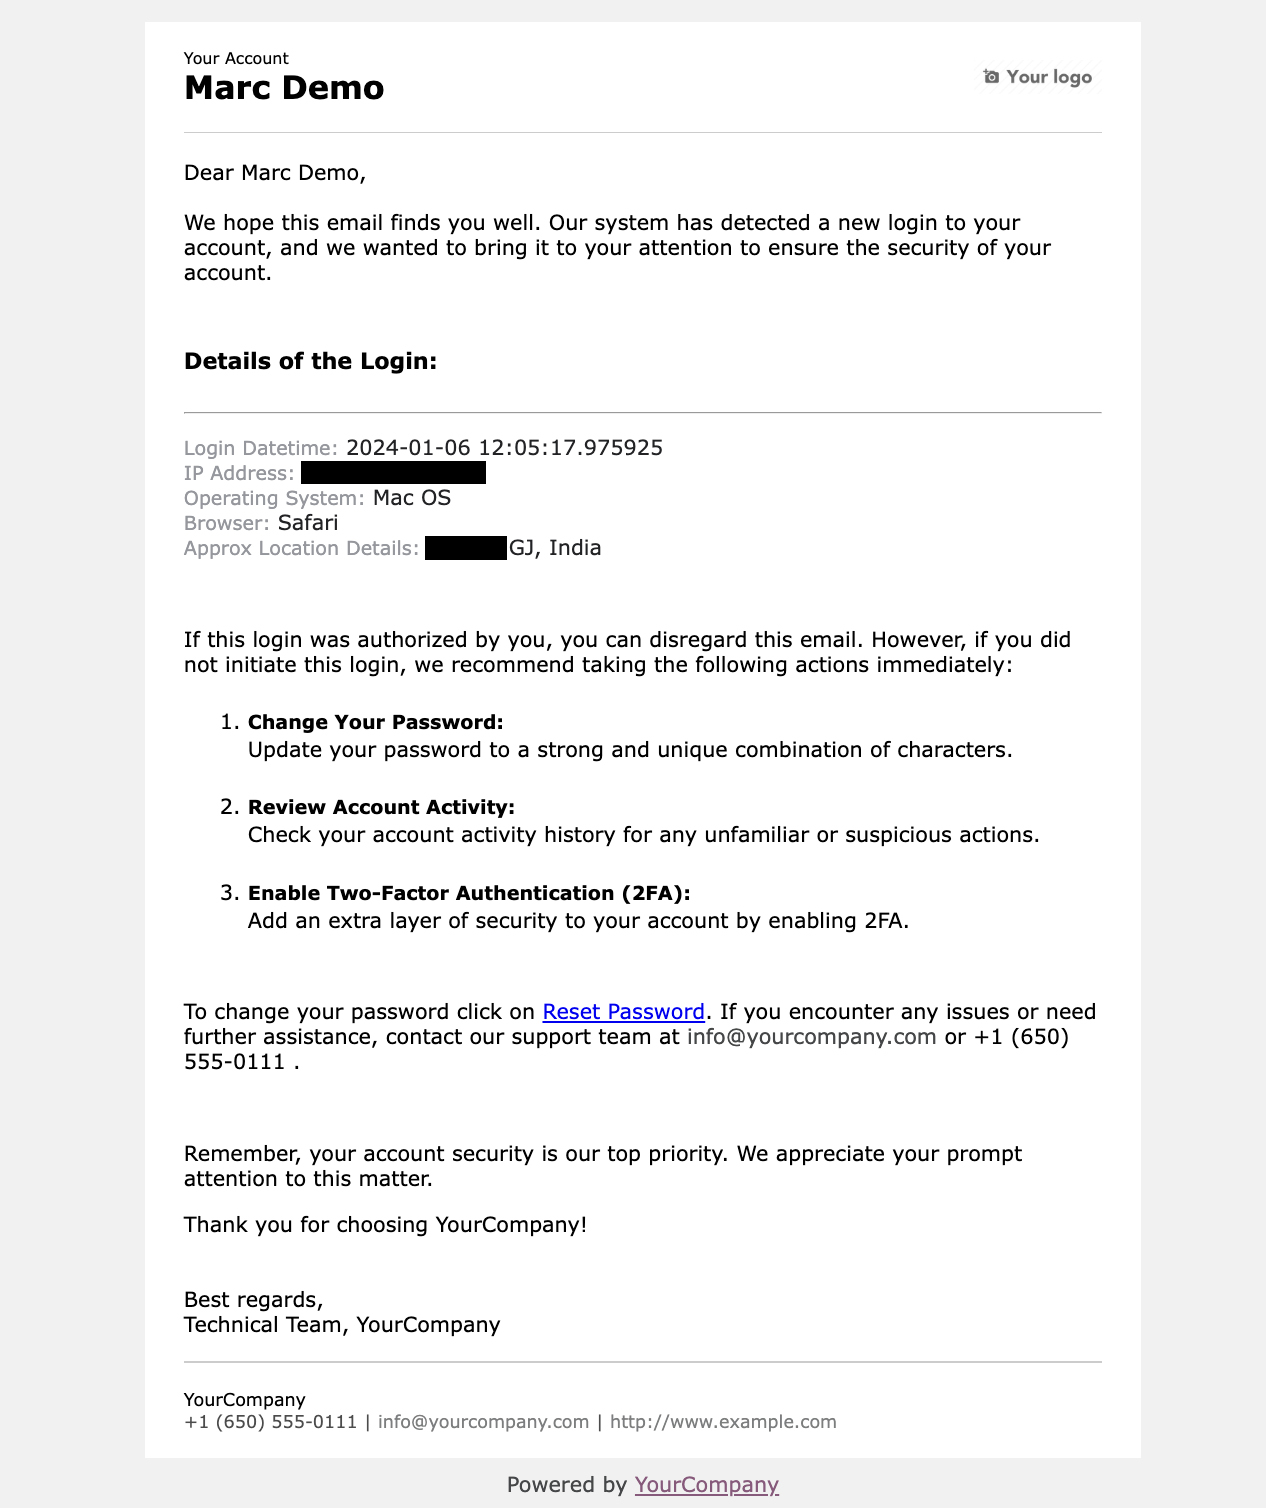 Your Account
Marc Demo
Your logo
Dear Marc Demo,
We hope this email finds you well. Our system has detected a new login to your
account, and we wanted to bring it to your attention to ensure the security of your
account.
Details of the Login:
Login Datetime: 2024-01-06 12:05:17.975925
IP Address:
Operating System: Mac OS
Browser: Safari
Approx Location Details: GJ, India
If this login was authorized by you, you can disregard this email. However, if you did
not initiate this login, we recommend taking the following actions immediately:
1. Change Your Password:
Update your password to a strong and unique combination of characters.
2. Review Account Activity:
Check your account activity history for any unfamiliar or suspicious actions.
3. Enable Two-Factor Authentication (2FA):
Add an extra layer of security to your account by enabling 2FA.
To change your password click on Reset Password. If you encounter any issues or need
further assistance, contact our support team at info@yourcompany.com or +1 (650)
555-0111 .
Remember, your account security is our top priority. We appreciate your prompt
attention to this matter.
Thank you for choosing YourCompany!
Best regards,
Technical Team, YourCompany
YourCompany
+1 (650) 555-0111 | info@yourcompany.com | http://www.example.com
Powered by YourCompany